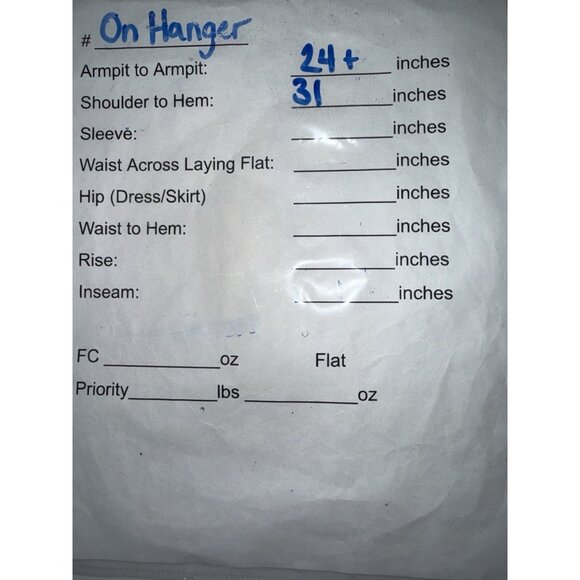 # On Hanger
Armpit to Armpit: 24+ inches
Shoulder to Hem: 31 inches
Sleeve: inches
Waist Across Laying Flat: inches
Hip (Dress/Skirt) inches
Waist to Hem: inches
Rise: inches
Inseam: inches
FC oz Flat
Priority lbs oz